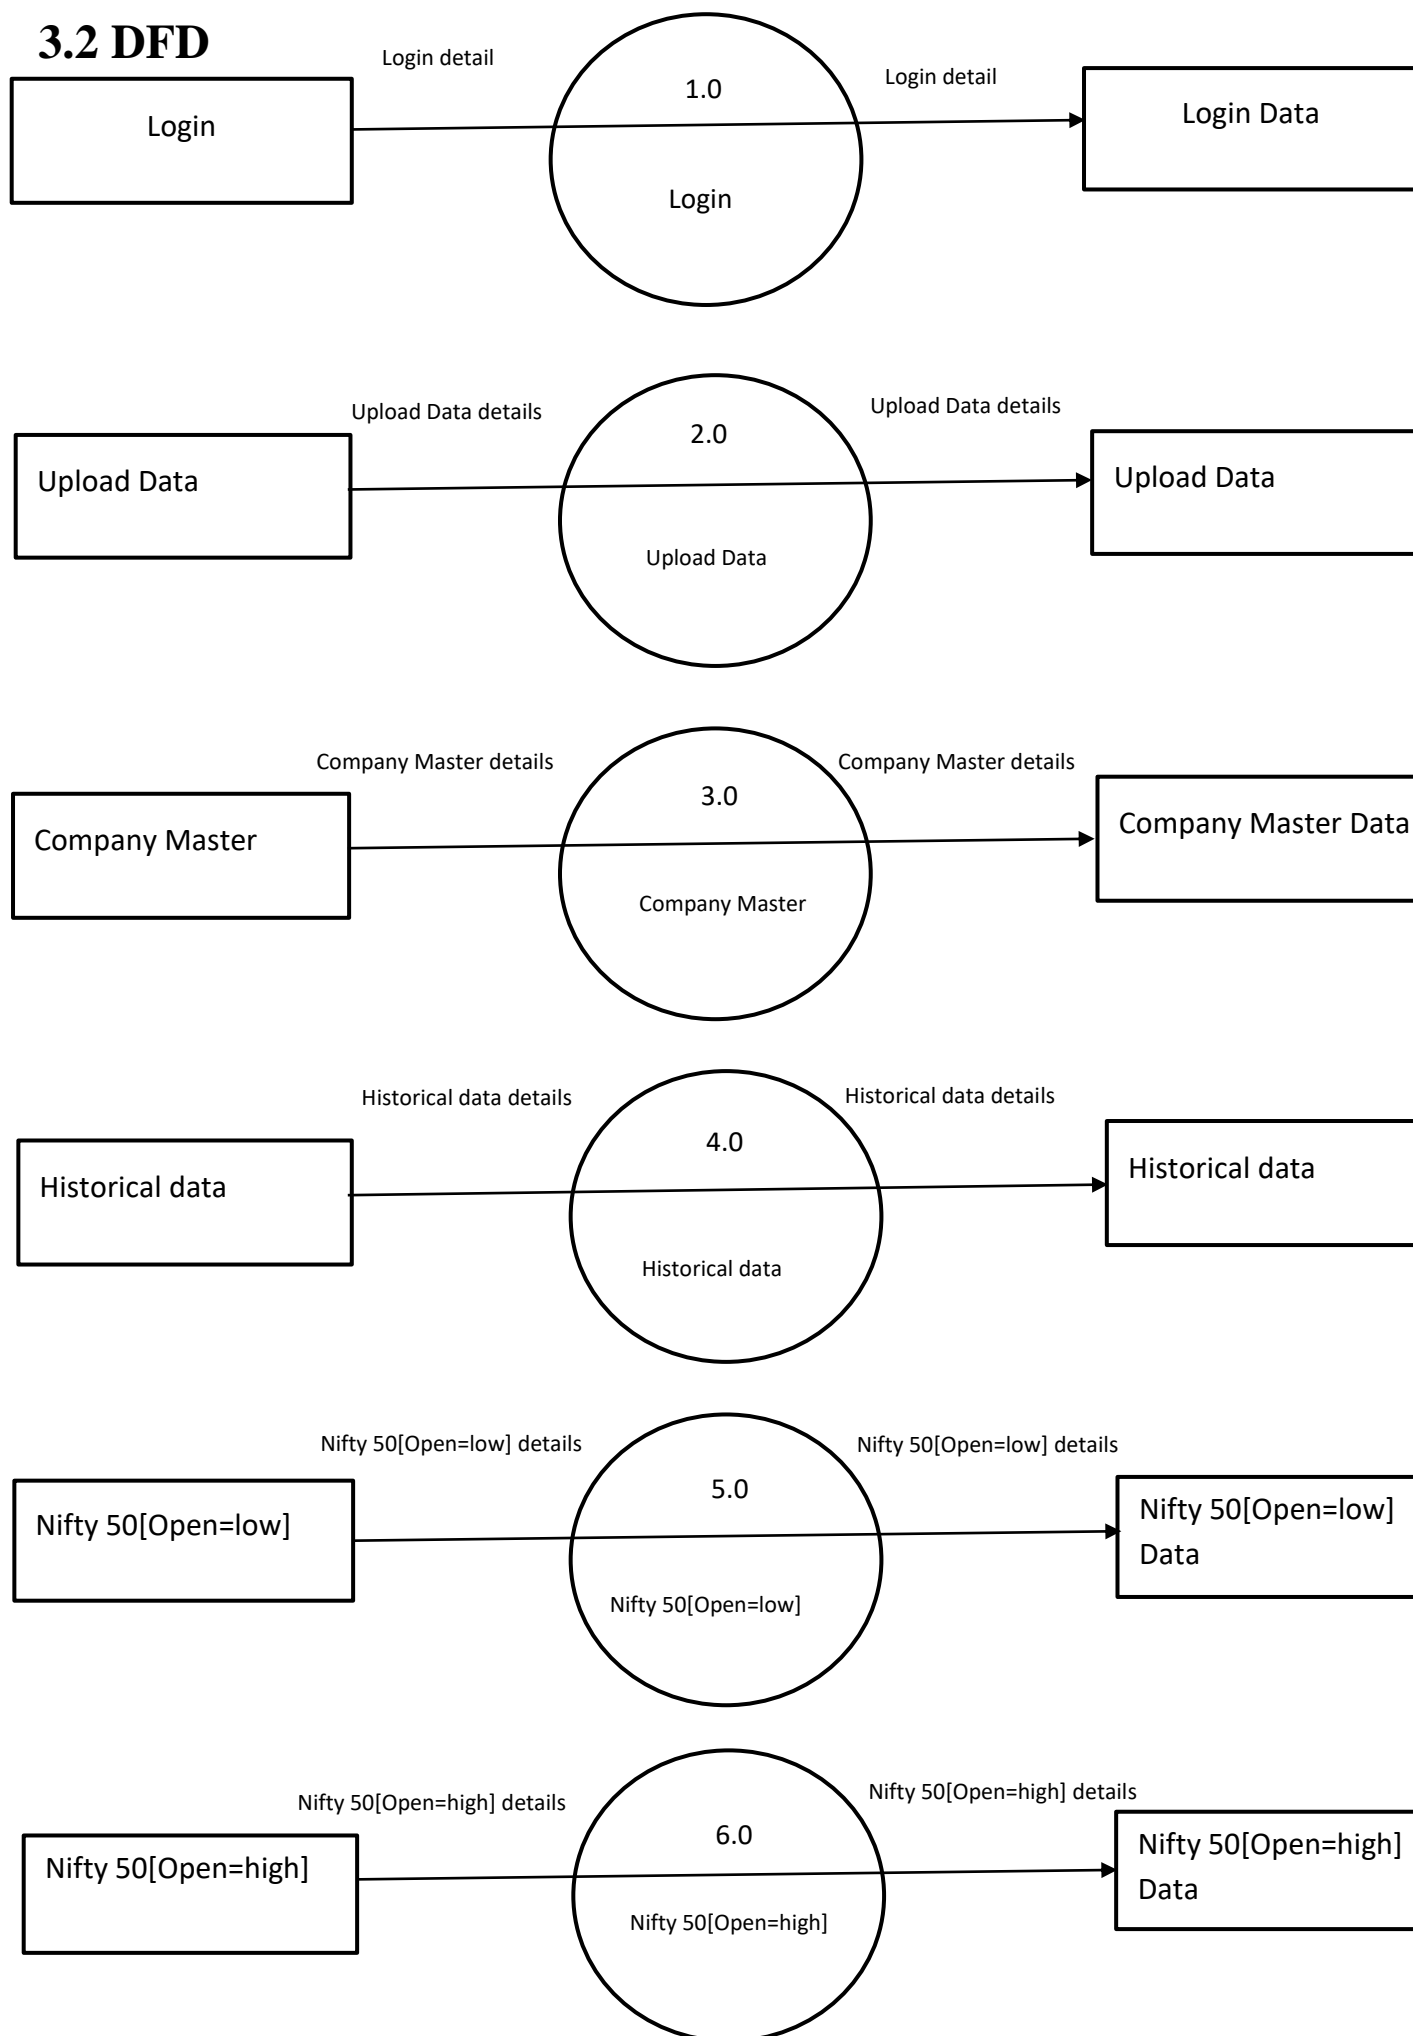 3.2 DFD
Login detail
Login detail
Login
1.0
Login
Login Data
Upload Data details
Upload Data details
Upload Data
2.0
Upload Data
Upload Data
Company Master details
Company Master details
Company Master
3.0
Company Master
Company Master Data
Historical data details
Historical data details
Historical data
4.0
Historical data
Historical data
Nifty 50[Open=low] details
Nifty 50[Open=low] details
Nifty 50[Open=low]
5.0
Nifty 50[Open=low]
Nifty 50[Open=low]
Data
Nifty 50[Open=high] details
Nifty 50[Open=high] details
Nifty 50[Open=high]
6.0
Nifty 50[Open=high]
Nifty 50[Open=high]
Data